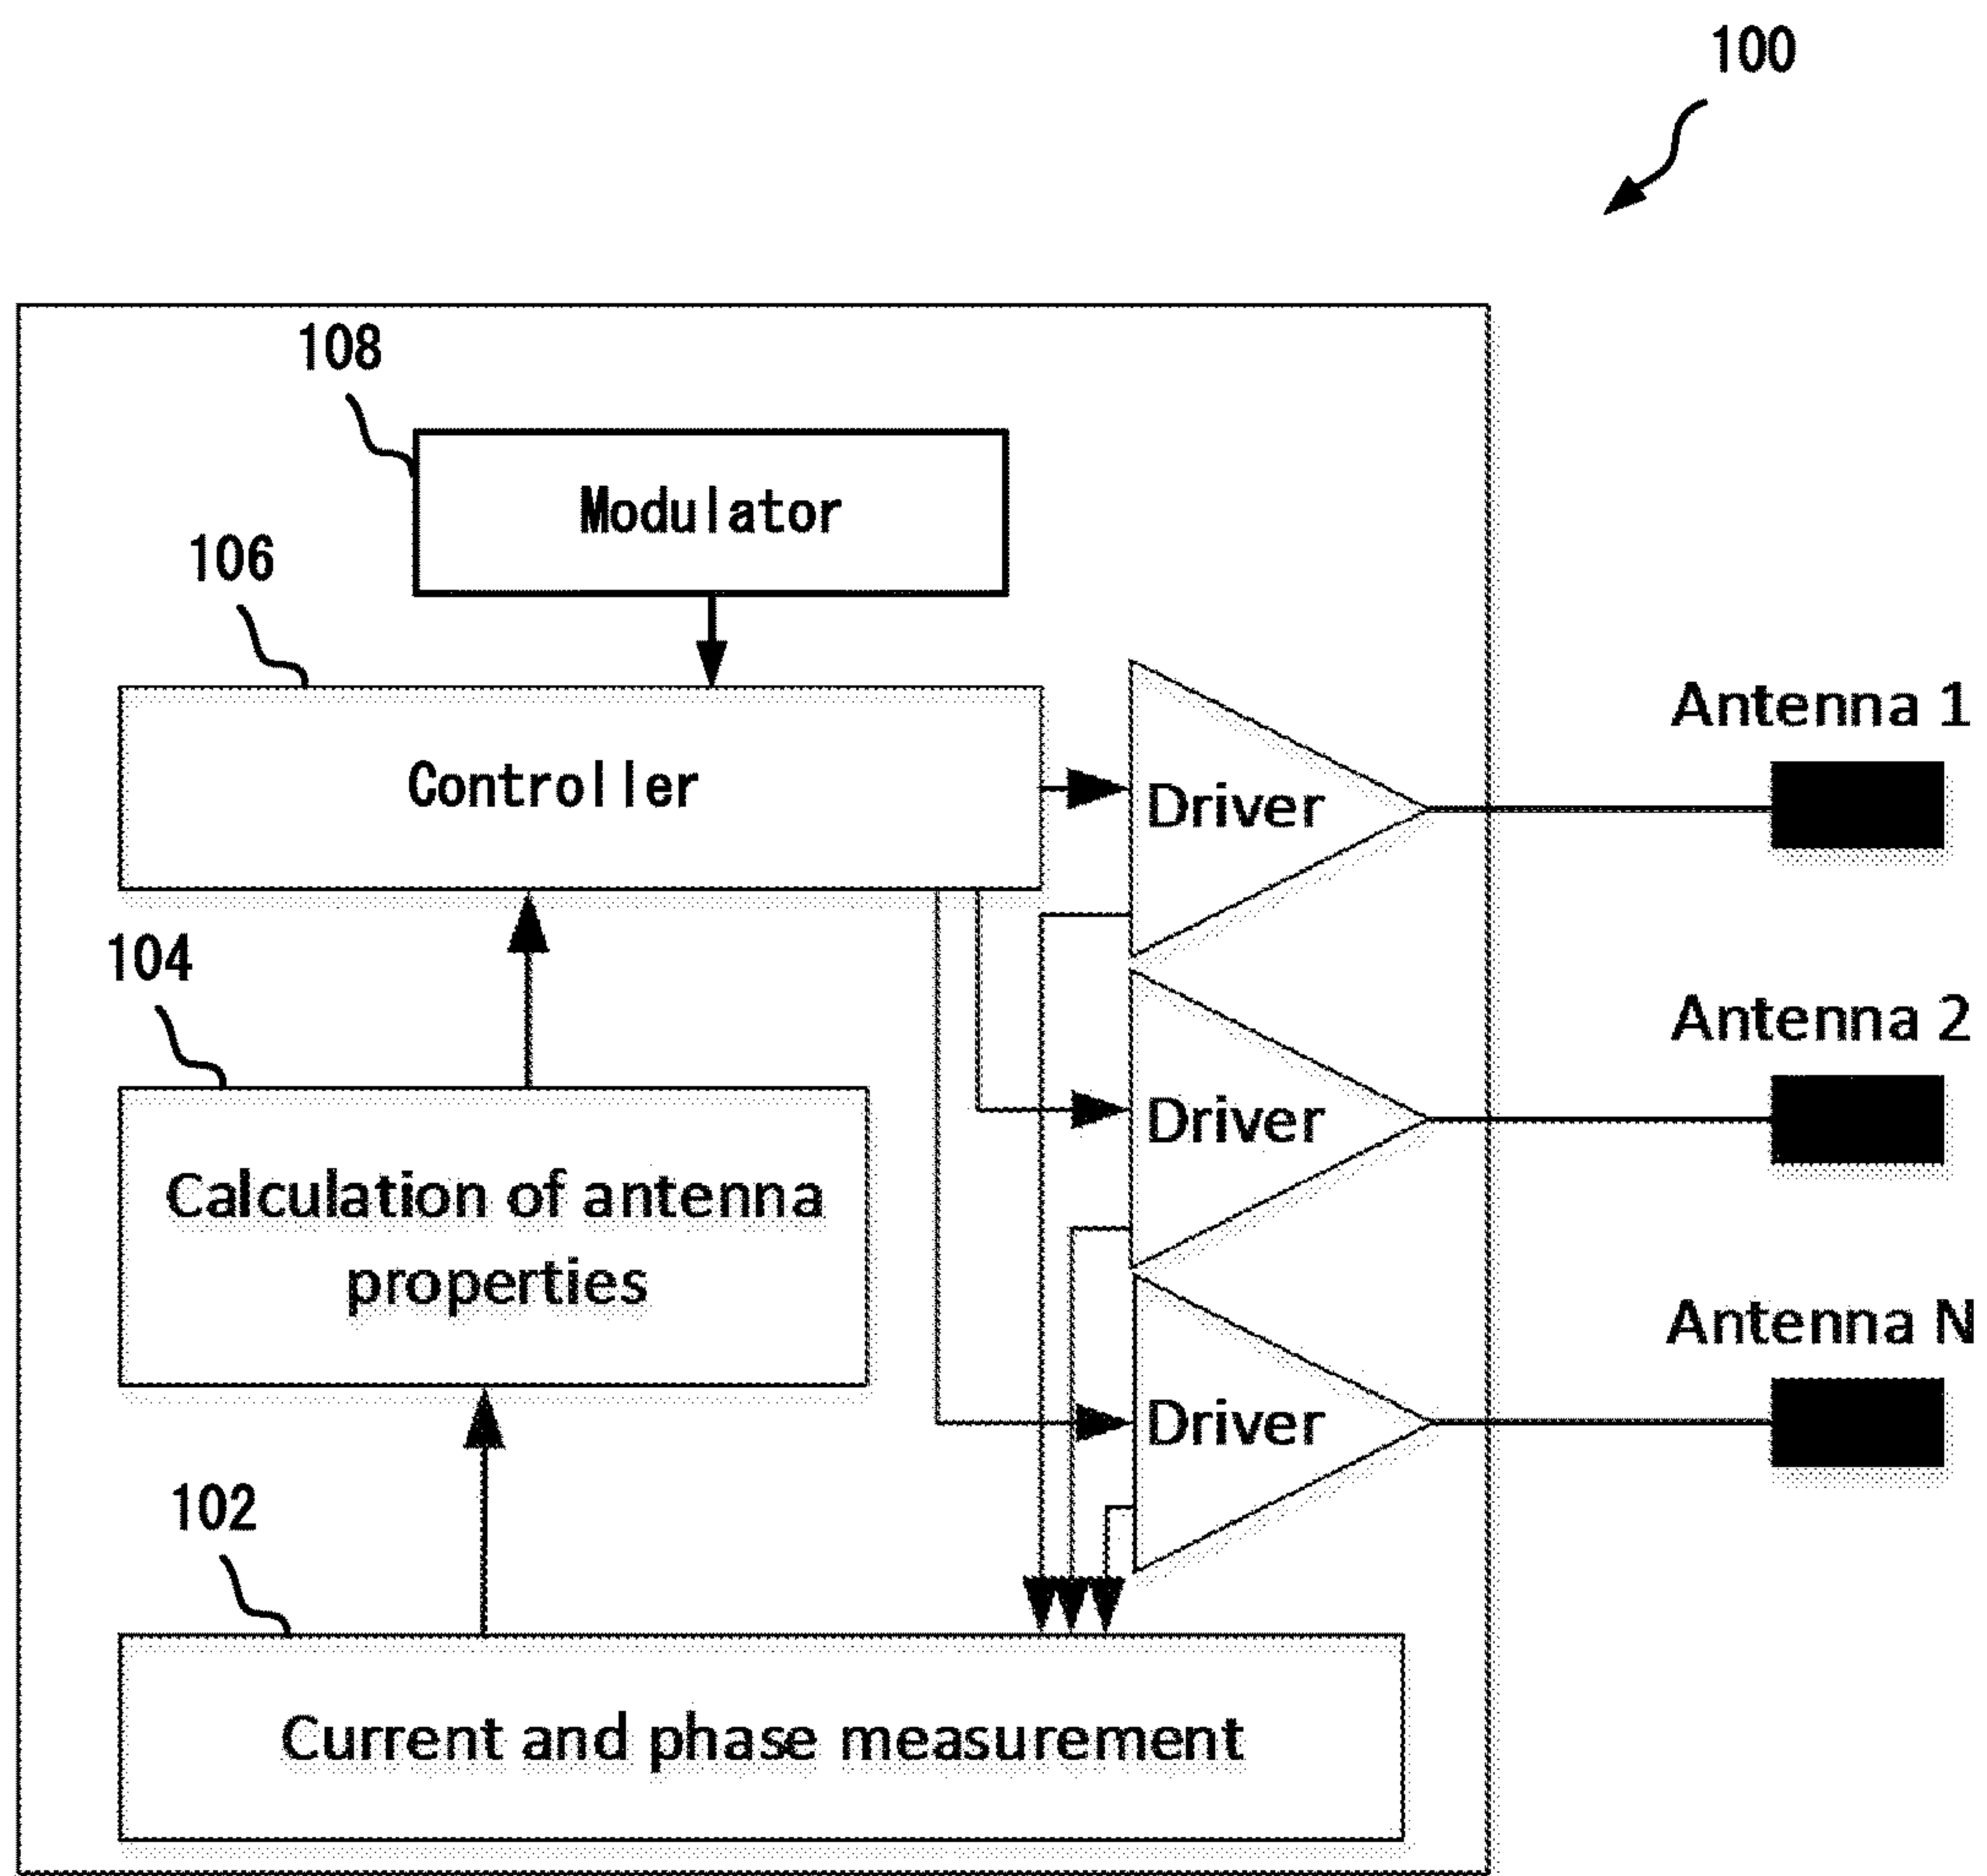 100
108
Modulator
106
Controller
Driver
Antenna 1
104
Calculation of antenna
properties
Driver
Antenna 2
102
Driver
Antenna N
Current and phase measurement